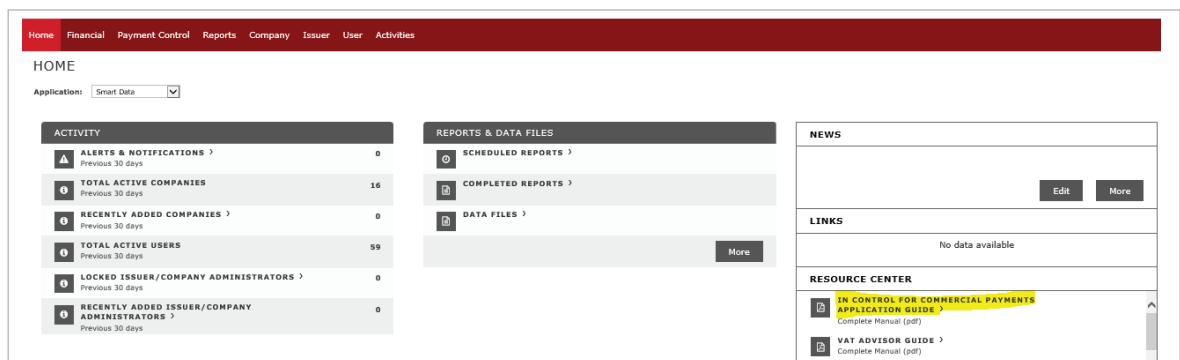 Home Financial Payment Control Reports Company Issuer User Activities
HOME
Application: Smart Data
ACTIVITY
ALERTS & NOTIFICATIONS > 0
Previous 30 days
TOTAL ACTIVE COMPANIES 16
Previous 30 days
RECENTLY ADDED COMPANIES > 0
Previous 30 days
TOTAL ACTIVE USERS 59
Previous 30 days
LOCKED ISSUER/COMPANY ADMINISTRATORS > 0
Previous 30 days
RECENTLY ADDED ISSUER/COMPANY
ADMINISTRATORS > 0
Previous 30 days
REPORTS & DATA FILES
SCHEDULED REPORTS >
COMPLETED REPORTS >
DATA FILES >
More
NEWS
Edit More
LINKS
No data available
RESOURCE CENTER
IN CONTROL FOR COMMERCIAL PAYMENTS
APPLICATION GUIDE >
Complete Manual (pdf)
VAT ADVISOR GUIDE >
Complete Manual (pdf)